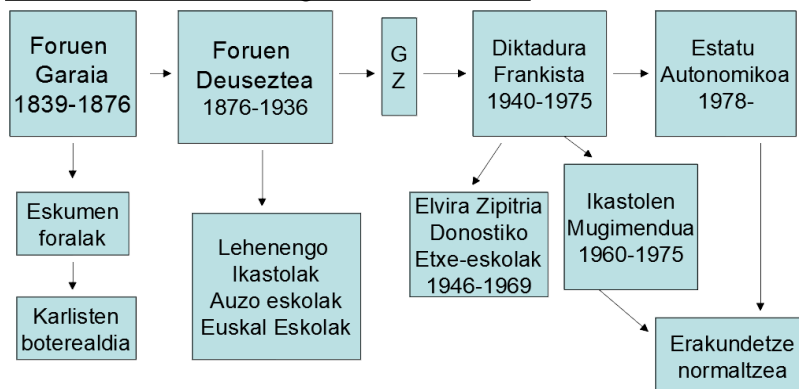 Foruen
Garaia
1839-1876
Foruen
Deuseztea
1876-1936
G
Z
Diktadura
Frankista
1940-1975
Estatu
Autonomikoa
1978-
Eskumen
foralak
Karlisten
boterealdia
Lehenengo
Ikastolak
Auzo eskolak
Euskal Eskolak
Elvira Zipitria
Donostiko
Etxe-eskolak
1946-1969
Ikastolen
Mugimendua
1960-1975
Erakundetze
normaltzea